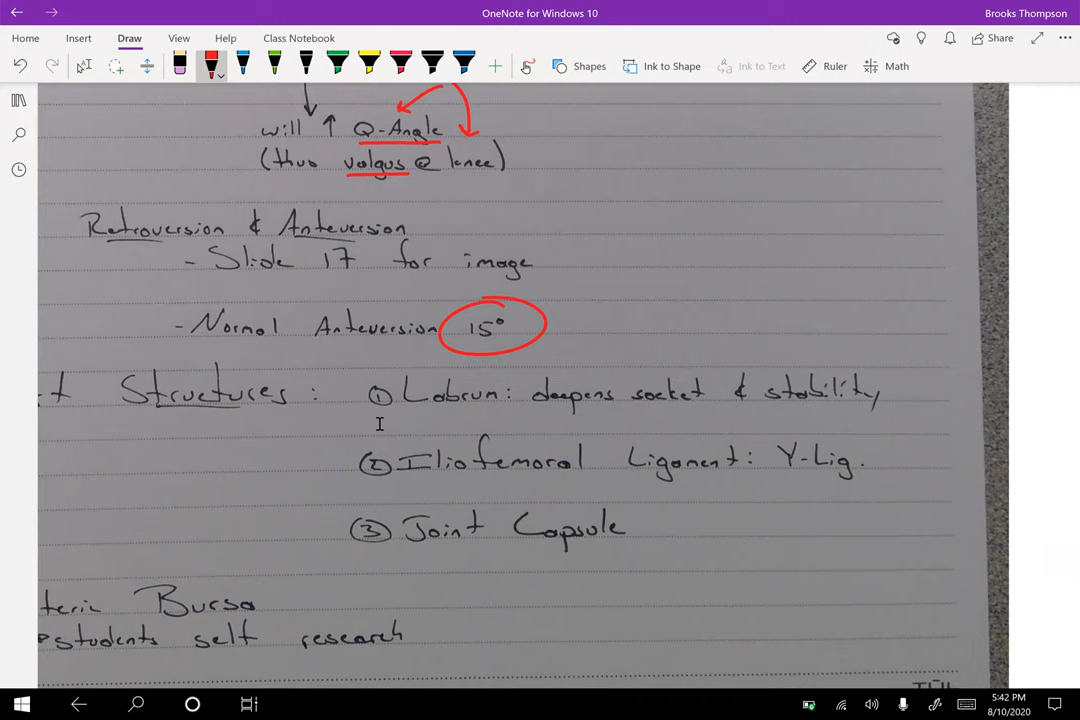 OneNote for Windows 10
Brooks Thompson
Home Insert Draw View Help Class Notebook
Share
Shapes Ink to Shape Ink to Text Ruler Math
will ↑ Q-Angle
(thus valgus @ knee)
Retroversion & Anteversion
- Slide 17 for image
- Normal Anteversion 15°
Structures : ① Labrum: deepens socket & stability
② Iliofemoral Ligament: Y-Lig.
③ Joint Capsule
teric Bursa
students self research
5:42 PM
8/10/2020